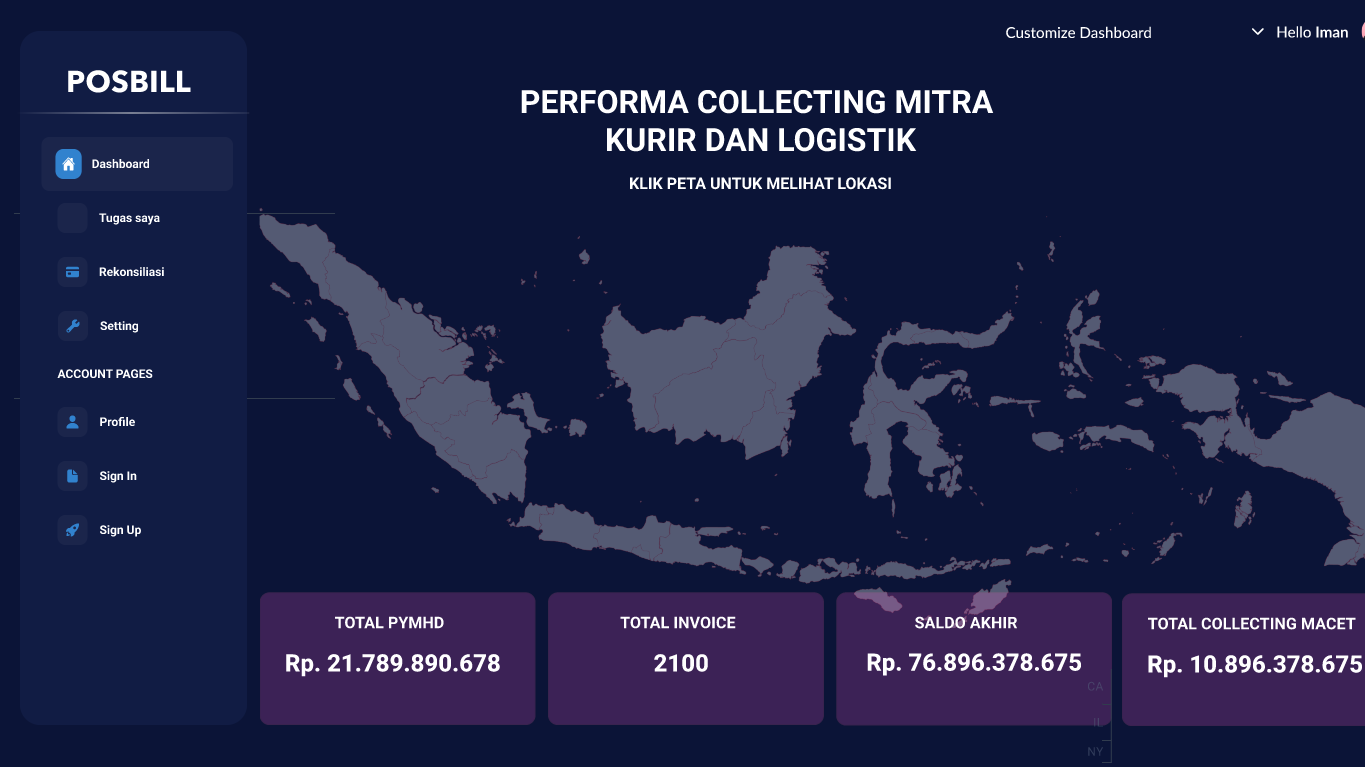 Customize Dashboard
Hello Iman
POSBILL
Dashboard
Tugas saya
Rekonsiliasi
Setting
ACCOUNT PAGES
Profile
Sign In
Sign Up
PERFORMA COLLECTING MITRA
KURIR DAN LOGISTIK
KLIK PETA UNTUK MELIHAT LOKASI
TOTAL PYMHD
Rp. 21.789.890.678
TOTAL INVOICE
2100
SALDO AKHIR
Rp. 76.896.378.675
TOTAL COLLECTING MACET
Rp. 10.896.378.675
CA
IL
NY